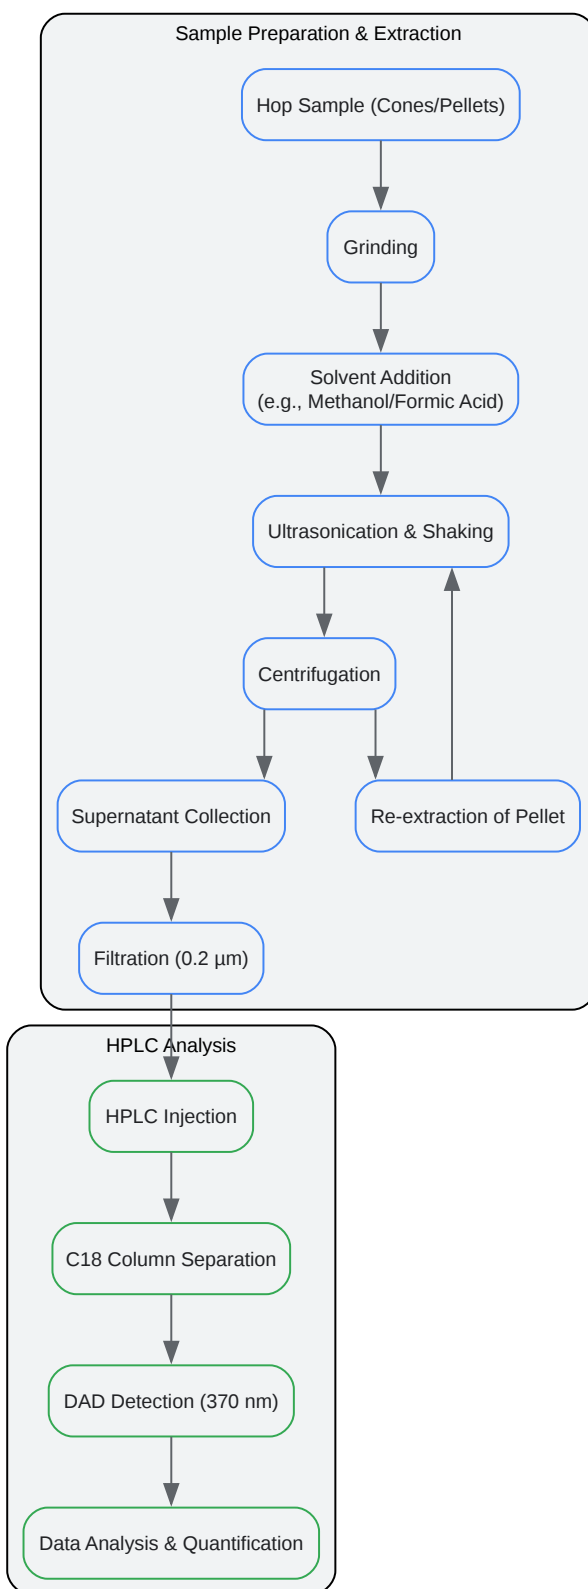 Sample Preparation & Extraction
Hop Sample (Cones/Pellets)
Grinding
Solvent Addition
(e.g., Methanol/Formic Acid)
Ultrasonication & Shaking
Centrifugation
Supernatant Collection
Re-extraction of Pellet
Filtration (0.2 µm)
HPLC Analysis
HPLC Injection
C18 Column Separation
DAD Detection (370 nm)
Data Analysis & Quantification